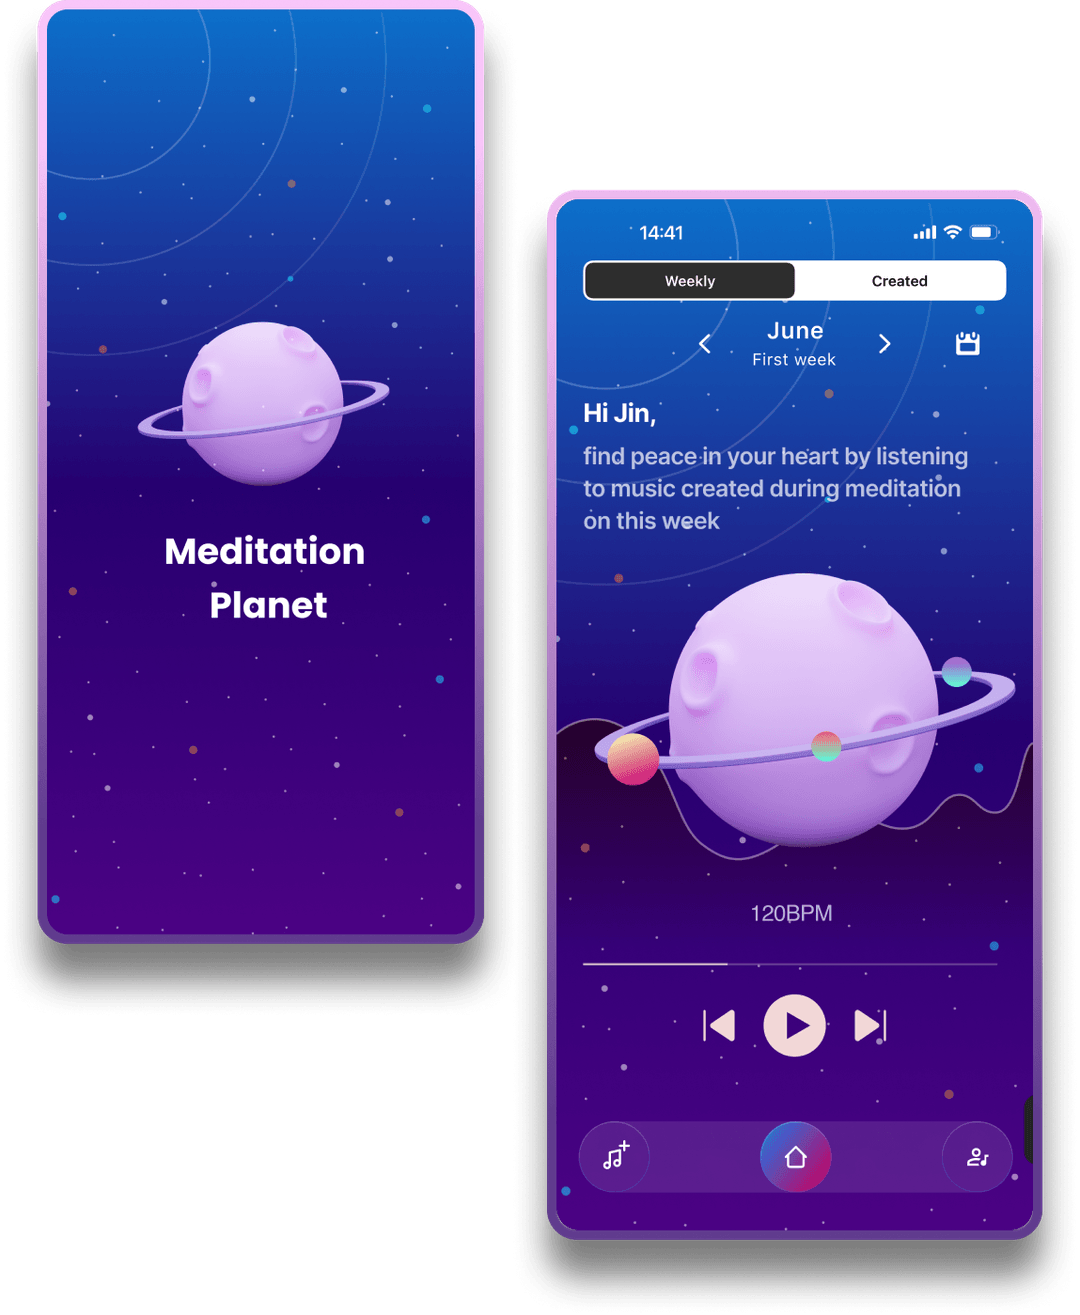 Meditation
Planet
14:41
Weekly
Created
June
First week
Hi Jin,
find peace in your heart by listening
to music created during meditation
on this week
120BPM